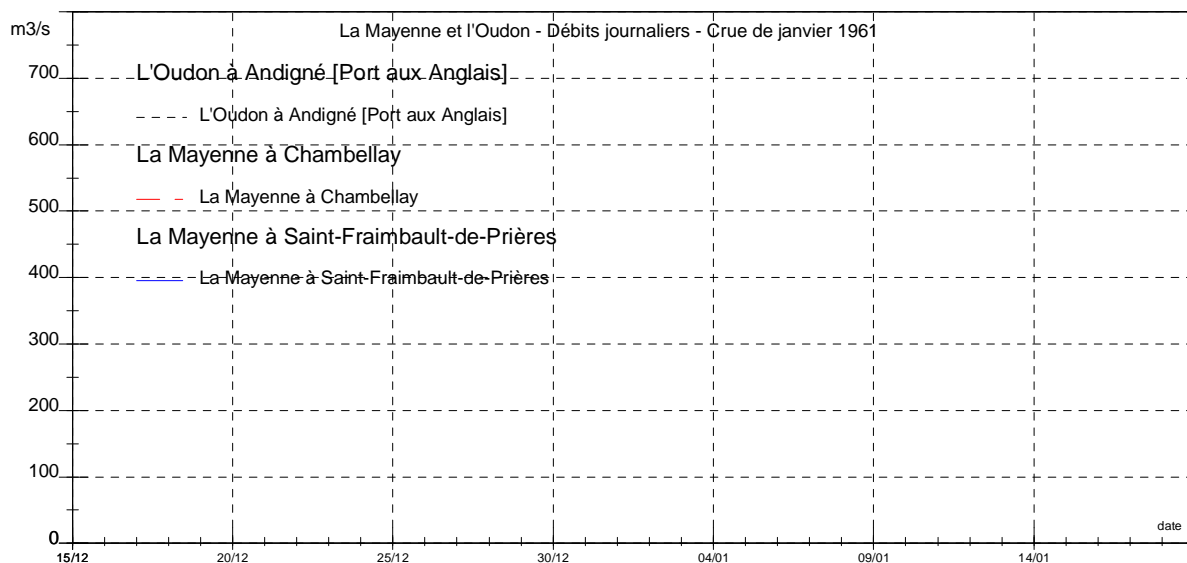 m3/s
La Mayenne et l'Oudon - Débits journaliers - Crue de janvier 1961
L'Oudon à Andigné [Port aux Anglais]
700
L'Oudon à Andigné [Port aux Anglais]
600
La Mayenne à Chambellay
La Mayenne à Chambellay
500
La Mayenne à Saint-Fraimbault-de-Prières
400
La Mayenne à Saint-Fraimbault-de-Prières
300
200
100
date
0
15/12 20/12 25/12 30/12 04/01 09/01 14/01